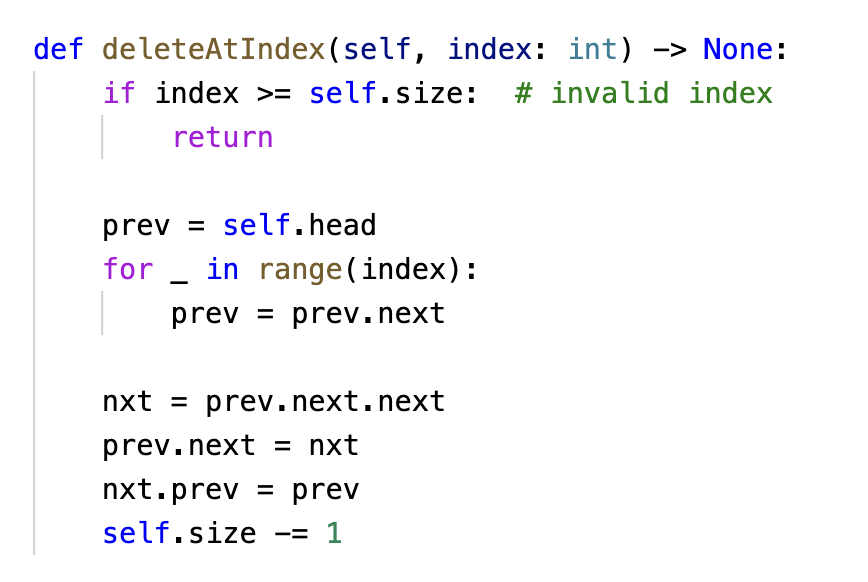 def deleteAtIndex(self, index: int) -> None:
    if index >= self.size:  # invalid index
        return

    prev = self.head
    for _ in range(index):
        prev = prev.next

    nxt = prev.next.next
    prev.next = nxt
    nxt.prev = prev
    self.size -= 1